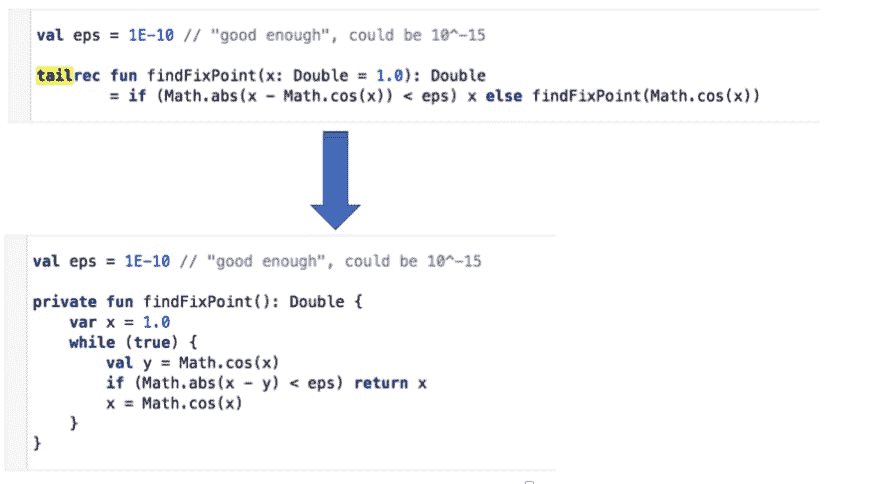 val eps = 1E-10 // "good enough", could be 10^-15
tailrec fun findFixPoint(x: Double = 1.0): Double
        = if (Math.abs(x - Math.cos(x)) < eps) x else findFixPoint(Math.cos(x))
val eps = 1E-10 // "good enough", could be 10^-15
private fun findFixPoint(): Double {
    var x = 1.0
    while (true) {
        val y = Math.cos(x)
        if (Math.abs(x - y) < eps) return x
        x = Math.cos(x)
    }
}